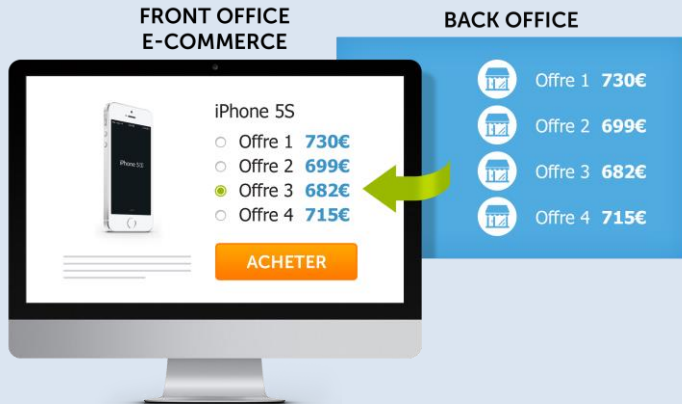 FRONT OFFICE
E-COMMERCE
iPhone 5S
Offre 1 730€
Offre 2 699€
Offre 3 682€
Offre 4 715€
ACHETER
BACK OFFICE
Offre 1 730€
Offre 2 699€
Offre 3 682€
Offre 4 715€